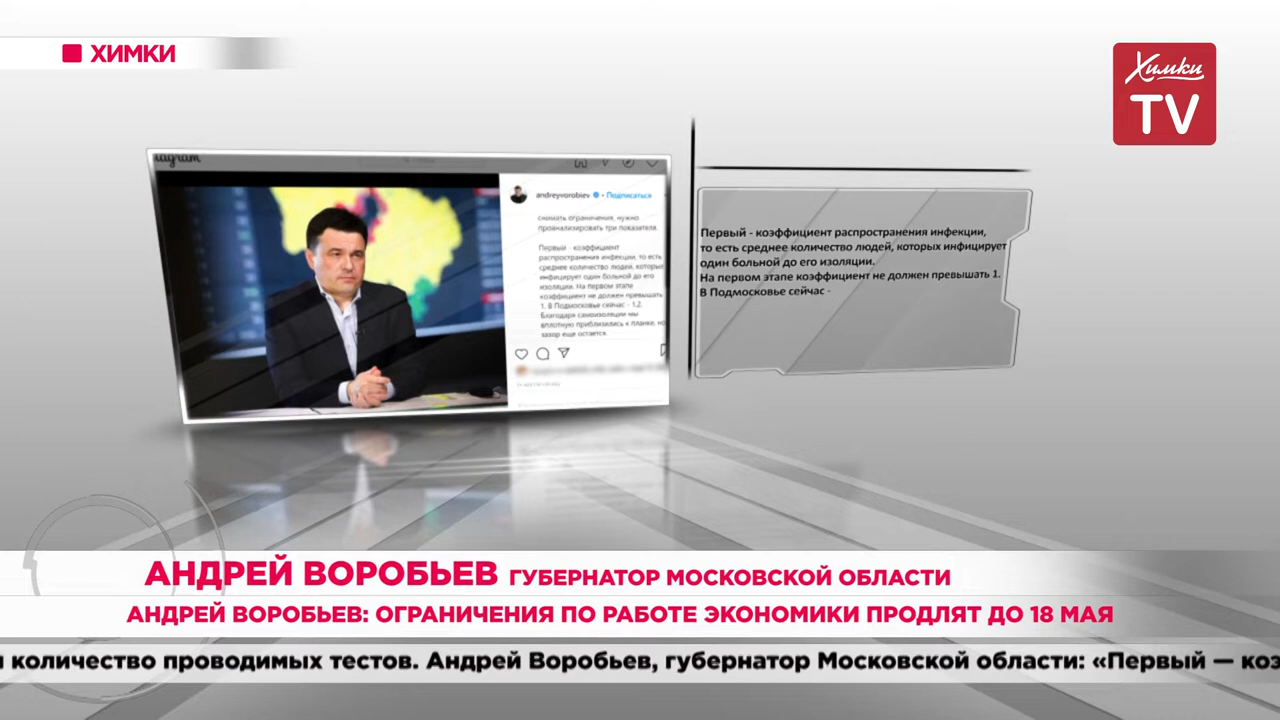 ХИМКИ
Химки
TV
andreyvorobiev • Подписаться
снимать ограничения, нужно
проанализировать три показателя.
Первый - коэффициент
распространения инфекции, то есть
среднее количество людей, которых
инфицирует один больной до его
изоляции. На первом этапе
коэффициент не должен превышать
1. В Подмосковье сейчас - 1,2.
Благодаря самоизоляции мы
вплотную приблизились к планке, но
зазор еще остается.
Первый - коэффициент распространения инфекции,
то есть среднее количество людей, которых инфицирует
один больной до его изоляции.
На первом этапе коэффициент не должен превышать 1.
В Подмосковье сейчас -
АНДРЕЙ ВОРОБЬЕВ ГУБЕРНАТОР МОСКОВСКОЙ ОБЛАСТИ
АНДРЕЙ ВОРОБЬЕВ: ОГРАНИЧЕНИЯ ПО РАБОТЕ ЭКОНОМИКИ ПРОДЛЯТ ДО 18 МАЯ
и количество проводимых тестов. Андрей Воробьев, губернатор Московской области: «Первый — коэ